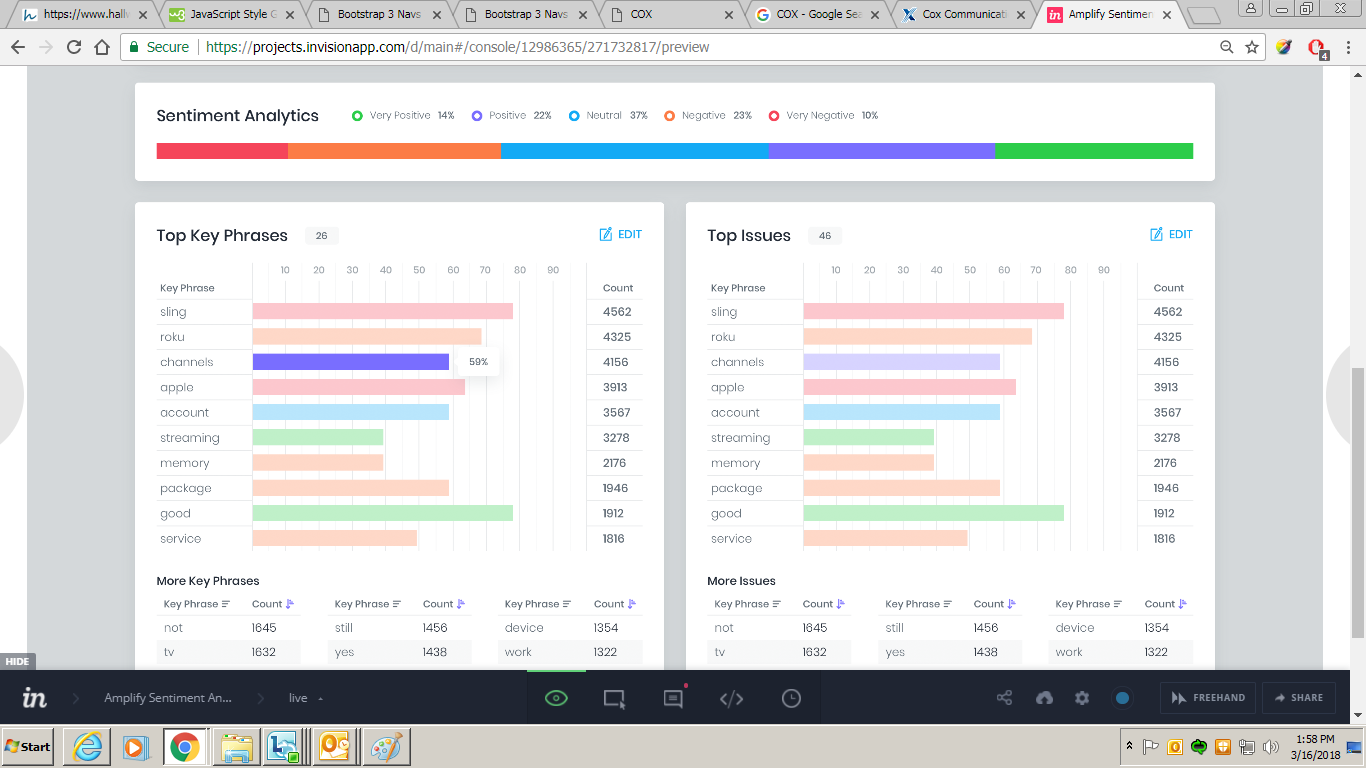 https://www.hallw
JavaScript Style G
Bootstrap 3 Navs
Bootstrap 3 Navs
COX
COX - Google Sea
Cox Communicati
Amplify Sentimen
Secure https://projects.invisionapp.com/d/main#/console/12986365/271732817/preview
4
Sentiment Analytics Very Positive 14% Positive 22% Neutral 37% Negative 23% Very Negative 10%
Top Key Phrases 26 EDIT
10 20 30 40 50 60 70 80 90
Key Phrase Count
sling 4562
roku 4325
channels 59% 4156
apple 3913
account 3567
streaming 3278
memory 2176
package 1946
good 1912
service 1816
More Key Phrases
Key Phrase Count Key Phrase Count Key Phrase Count
not 1645 still 1456 device 1354
tv 1632 yes 1438 work 1322
Top Issues 46 EDIT
10 20 30 40 50 60 70 80 90
Key Phrase Count
sling 4562
roku 4325
channels 4156
apple 3913
account 3567
streaming 3278
memory 2176
package 1946
good 1912
service 1816
More Issues
Key Phrase Count Key Phrase Count Key Phrase Count
not 1645 still 1456 device 1354
tv 1632 yes 1438 work 1322
HIDE
in Amplify Sentiment An... live FREEHAND SHARE
Start 1:58 PM
3/16/2018